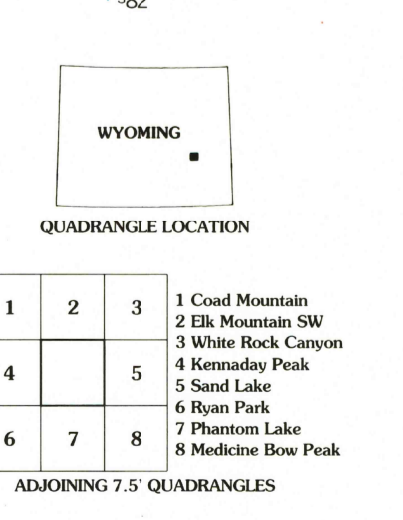 WYOMING
QUADRANGLE LOCATION
1 2 3
4 5
6 7 8
1 Coad Mountain
2 Elk Mountain SW
3 White Rock Canyon
4 Kennaday Peak
5 Sand Lake
6 Ryan Park
7 Phantom Lake
8 Medicine Bow Peak
ADJOINING 7.5' QUADRANGLES